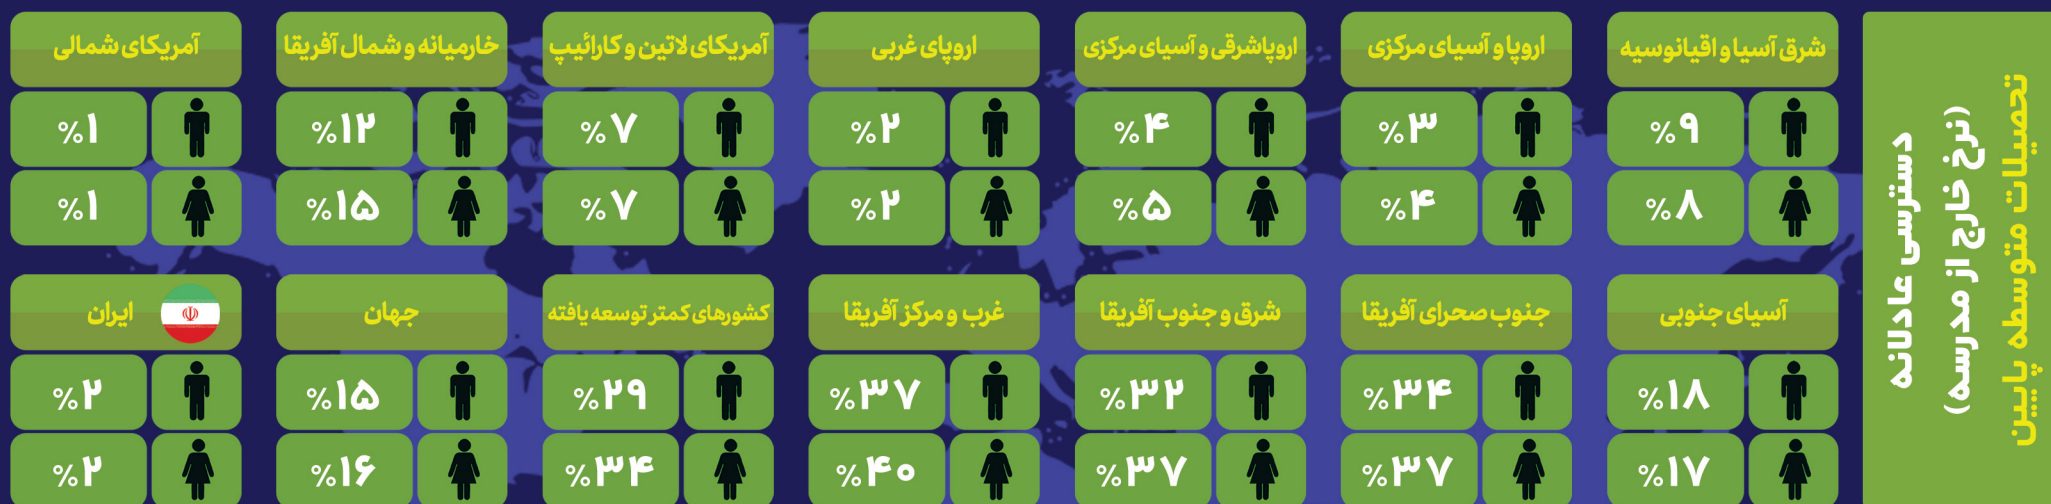 تحصیلات متوسطه پایین
(نرخ خارج از مدرسه)
دسترسی عادلانه
شرق آسیا و اقیانوسیه
%۹
%۸
اروپا و آسیای مرکزی
%۳
%۴
اروپا شرقی و آسیای مرکزی
%۴
%۵
اروپای غربی
%۲
%۲
آمریکای لاتین و کارائیپ
%۷
%۷
خارمیانه و شمال آفریقا
%۱۲
%۱۵
آمریکای شمالی
%۱
%۱
آسیای جنوبی
%۱۸
%۱۷
جنوب صحرای آفریقا
%۳۴
%۳۷
شرق و جنوب آفریقا
%۳۲
%۳۷
غرب و مرکز آفریقا
%۳۷
%۴۰
کشورهای کمتر توسعه یافته
%۲۹
%۳۴
جهان
%۱۵
%۱۶
ایران
%۲
%۲